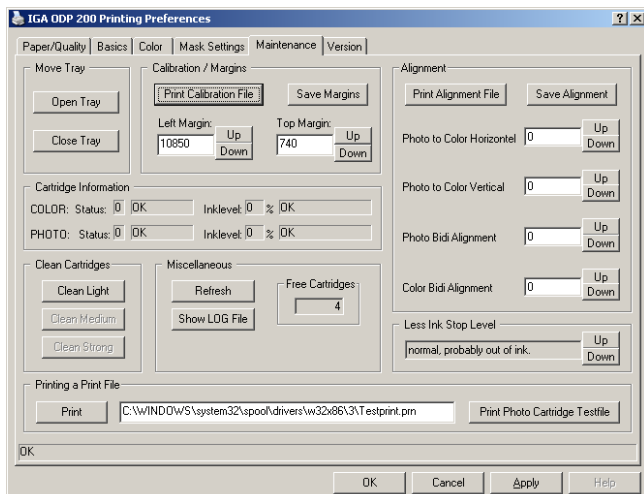 IGA ODP 200 Printing Preferences
Paper/Quality Basics Color Mask Settings Maintenance Version
Move Tray
Open Tray
Close Tray
Calibration / Margins
Print Calibration File Save Margins
Left Margin: Top Margin:
10850 Up Down 740 Up Down
Alignment
Print Alignment File Save Alignment
Photo to Color Horizontel 0 Up Down
Photo to Color Vertical 0 Up Down
Photo Bidi Alignment 0 Up Down
Color Bidi Alignment 0 Up Down
Cartridge Information
COLOR: Status: 0 OK Inklevel: 0 % OK
PHOTO: Status: 0 OK Inklevel: 0 % OK
Clean Cartridges
Clean Light
Clean Medium
Clean Strong
Miscellaneous
Refresh
Show LOG File
Free Cartridges
4
Less Ink Stop Level
normal, probably out of ink. Up Down
Printing a Print File
Print C:\WINDOWS\system32\spool\drivers\w32x86\3\Testprint.prn Print Photo Cartridge Testfile
OK
OK Cancel Apply Help